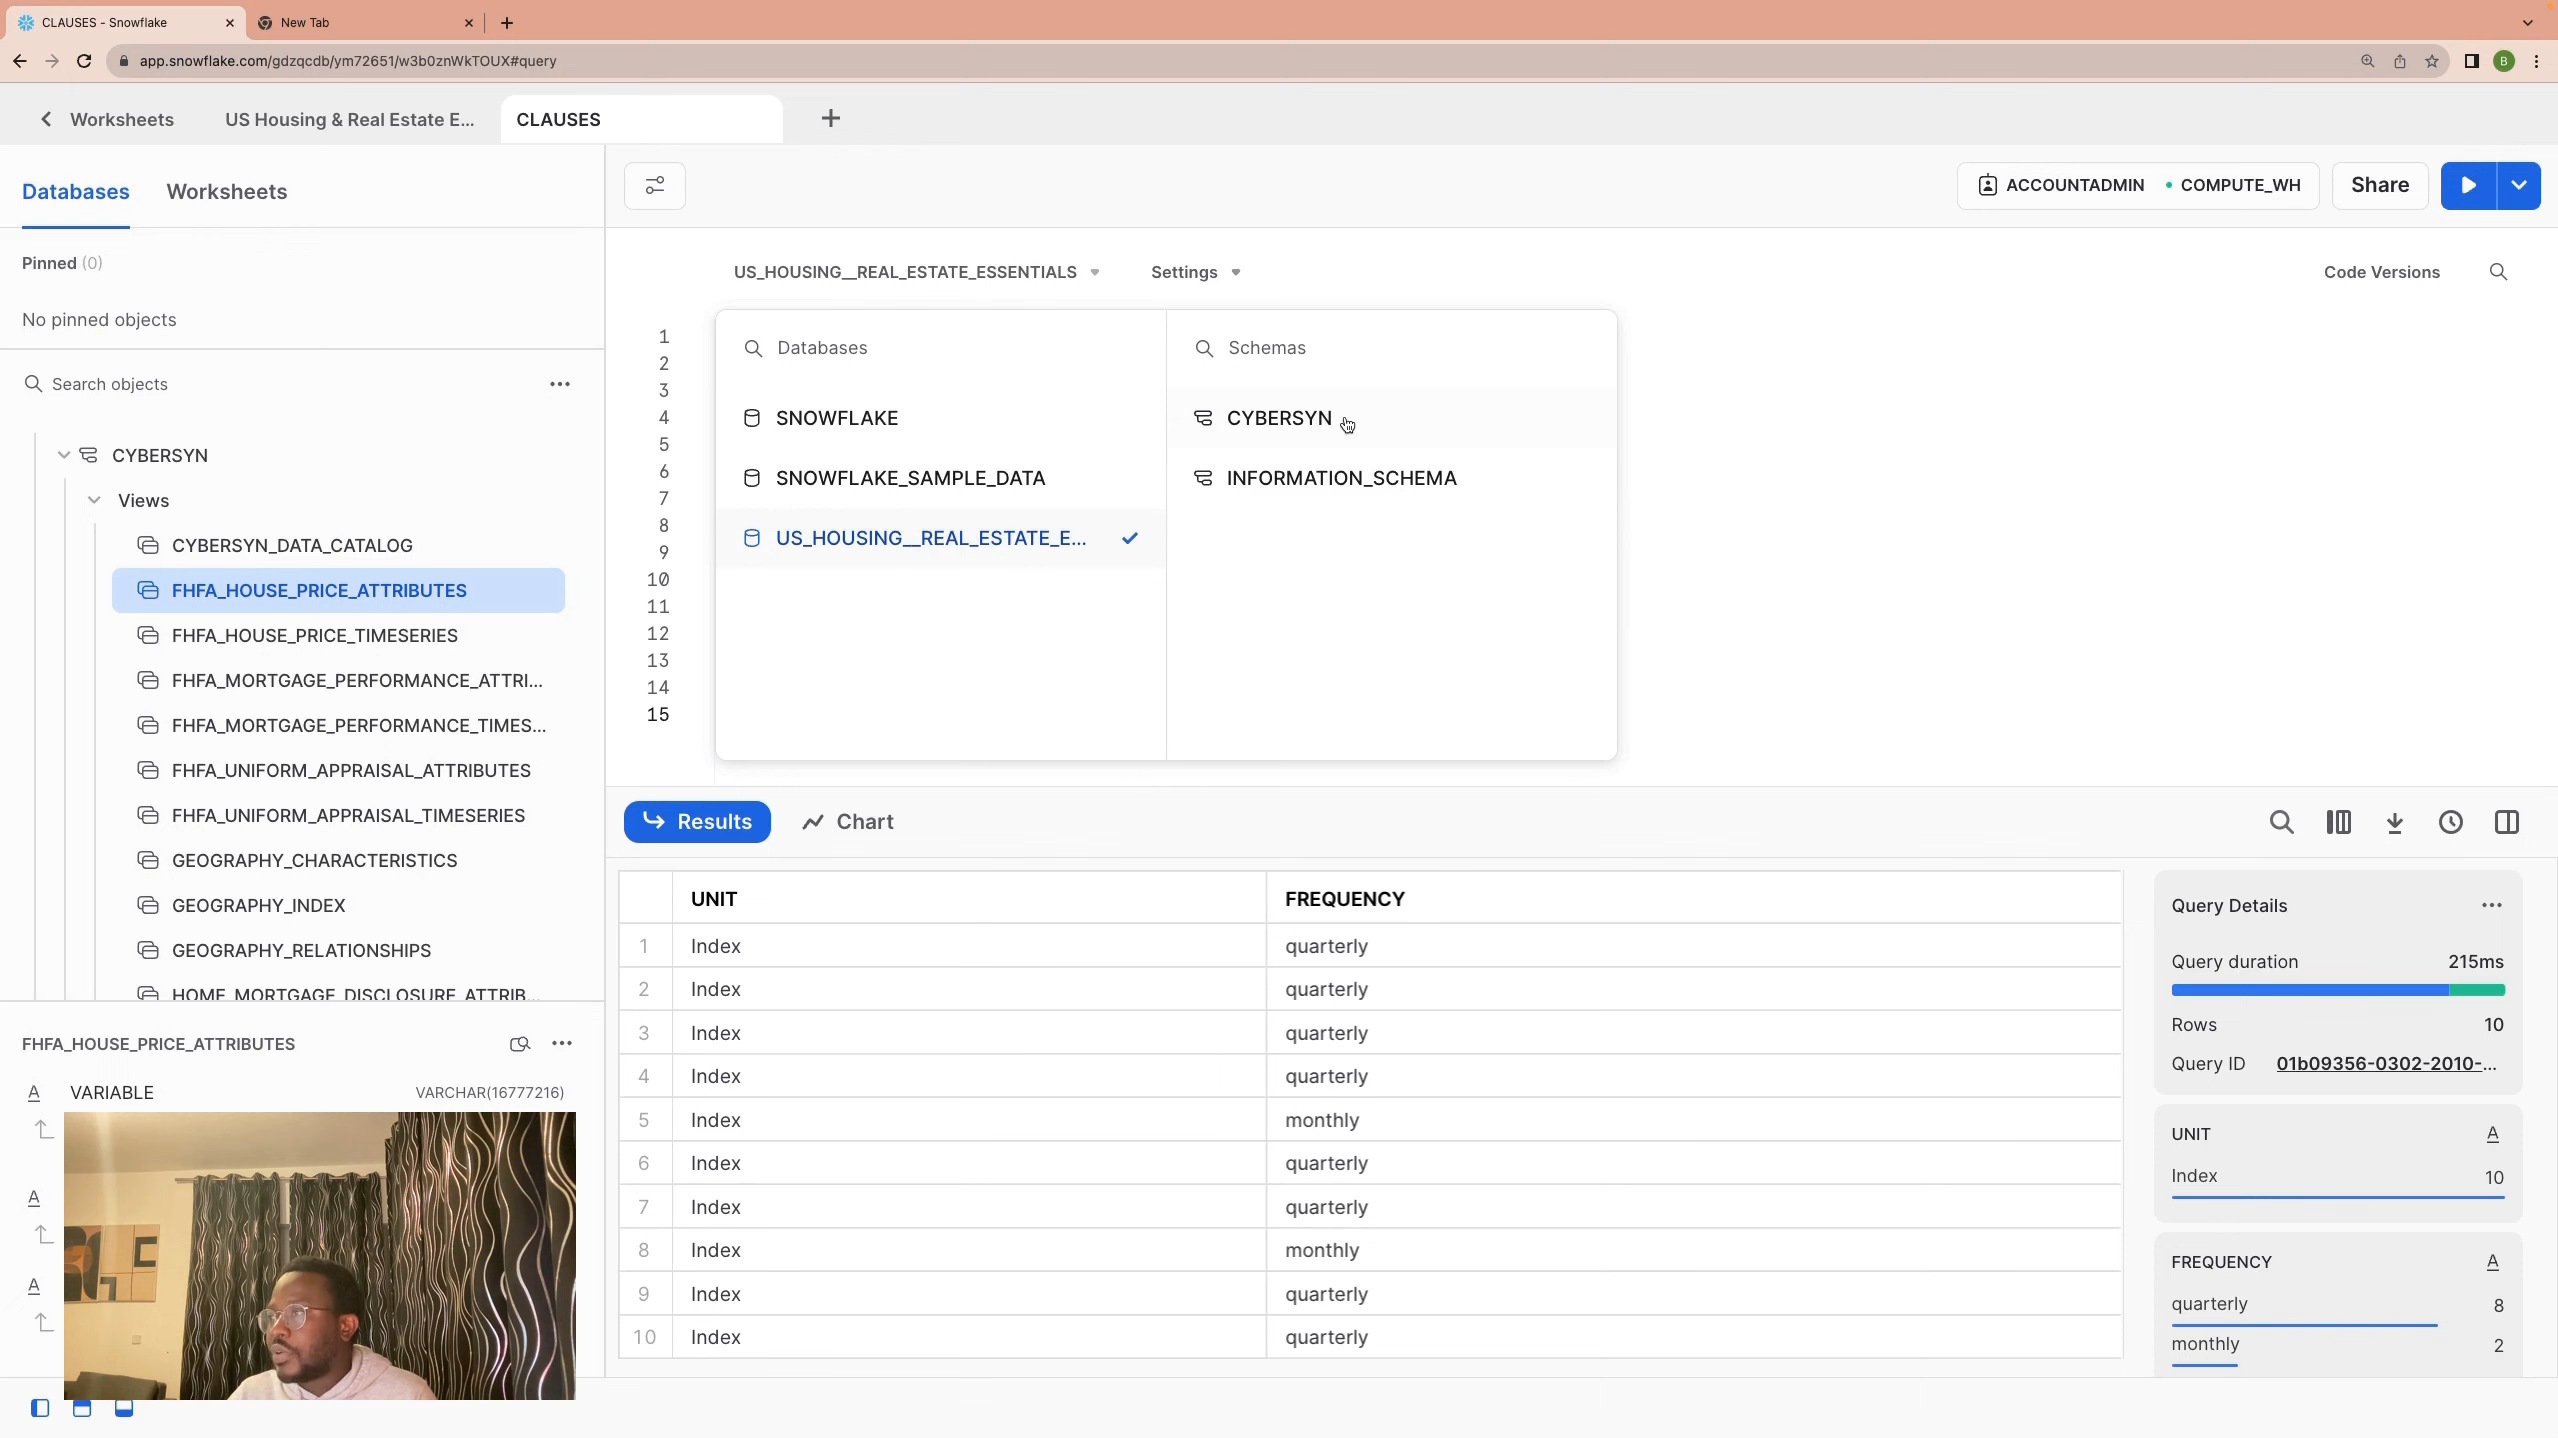 CLAUSES - Snowflake
New Tab
app.snowflake.com/gdzqcdb/ym72651/w3b0znWkTOUX#query
B
Worksheets
US Housing & Real Estate E...
CLAUSES
Databases
Worksheets
ACCOUNTADMIN
COMPUTE_WH
Share
Pinned (0)
No pinned objects
Search objects
CYBERSYN
Views
CYBERSYN_DATA_CATALOG
FHFA_HOUSE_PRICE_ATTRIBUTES
FHFA_HOUSE_PRICE_TIMESERIES
FHFA_MORTGAGE_PERFORMANCE_ATTRI...
FHFA_MORTGAGE_PERFORMANCE_TIMES...
FHFA_UNIFORM_APPRAISAL_ATTRIBUTES
FHFA_UNIFORM_APPRAISAL_TIMESERIES
GEOGRAPHY_CHARACTERISTICS
GEOGRAPHY_INDEX
GEOGRAPHY_RELATIONSHIPS
HOME_MORTGAGE_DISCLOSURE_ATTRIB...
FHFA_HOUSE_PRICE_ATTRIBUTES
A VARIABLE VARCHAR(16777216)
A
A
US_HOUSING__REAL_ESTATE_ESSENTIALS
Settings
Code Versions
1
2
3
4
5
6
7
8
9
10
11
12
13
14
15
Databases
SNOWFLAKE
SNOWFLAKE_SAMPLE_DATA
US_HOUSING__REAL_ESTATE_E...
Schemas
CYBERSYN
INFORMATION_SCHEMA
Results
Chart
UNIT FREQUENCY
1 Index quarterly
2 Index quarterly
3 Index quarterly
4 Index quarterly
5 Index monthly
6 Index quarterly
7 Index quarterly
8 Index monthly
9 Index quarterly
10 Index quarterly
Query Details
Query duration 215ms
Rows 10
Query ID 01b09356-0302-2010-...
UNIT A
Index 10
FREQUENCY A
quarterly 8
monthly 2